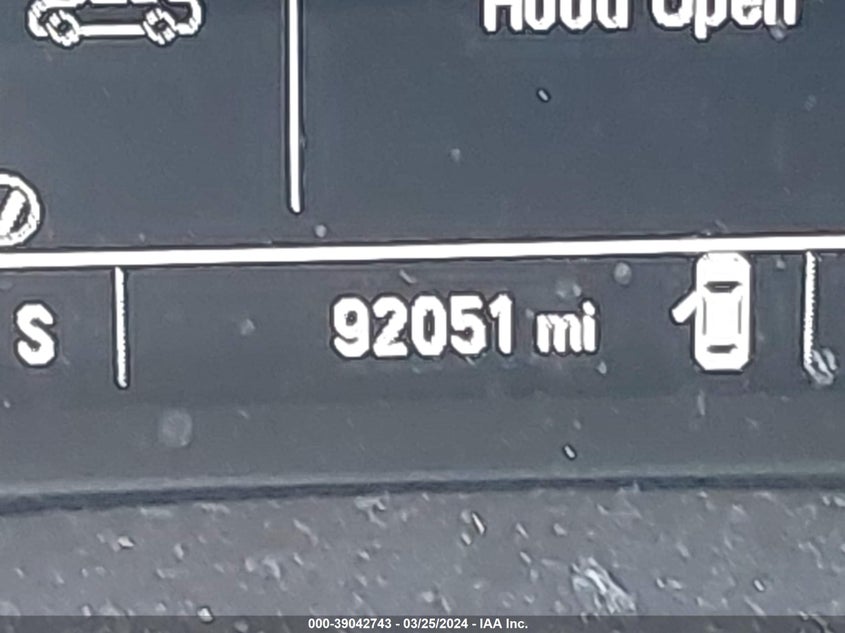 Hood Open
S
92051 mi
000-39042743 - 03/25/2024 - IAA Inc.